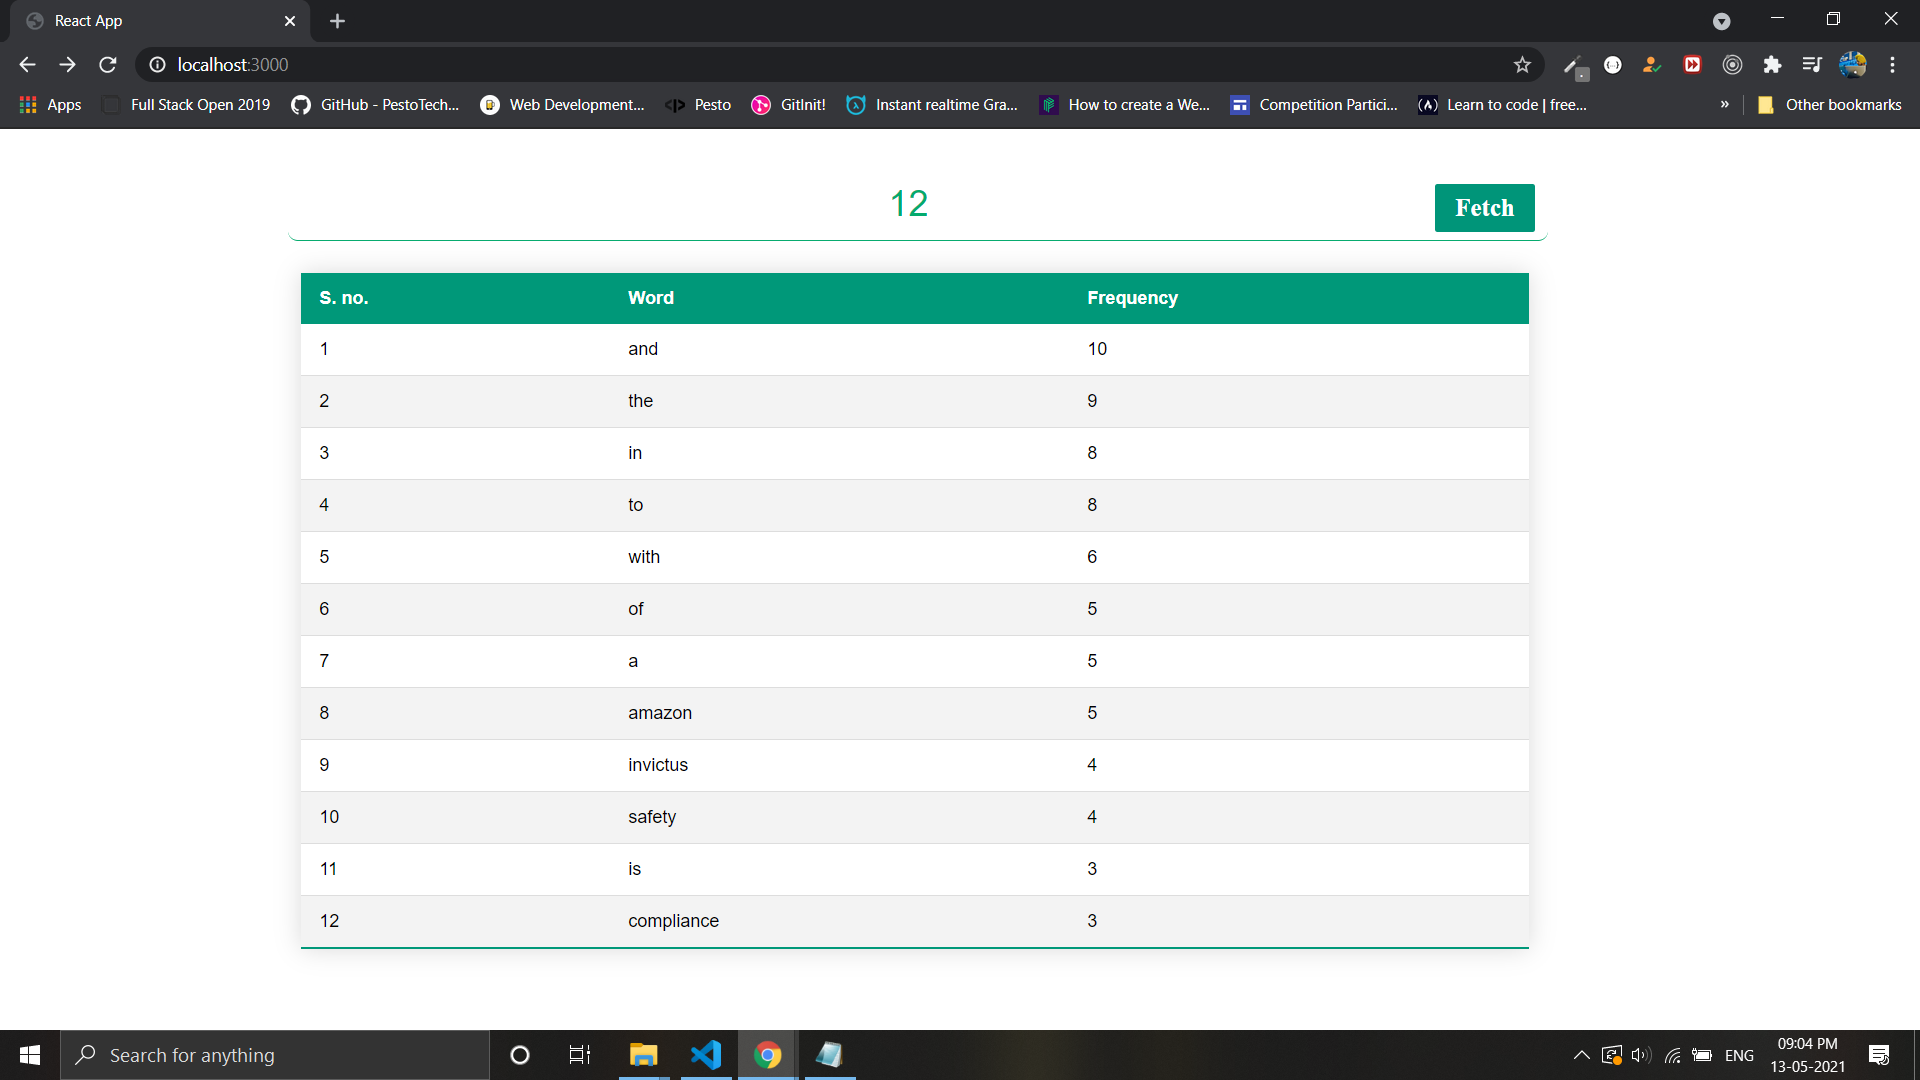 React App
localhost:3000
Apps Full Stack Open 2019 GitHub - PestoTech... Web Development... Pesto GitInit! Instant realtime Gra... How to create a We... Competition Partici... Learn to code | free... » Other bookmarks
12 Fetch
S. no. Word Frequency
1 and 10
2 the 9
3 in 8
4 to 8
5 with 6
6 of 5
7 a 5
8 amazon 5
9 invictus 4
10 safety 4
11 is 3
12 compliance 3
Search for anything
ENG
09:04 PM
13-05-2021